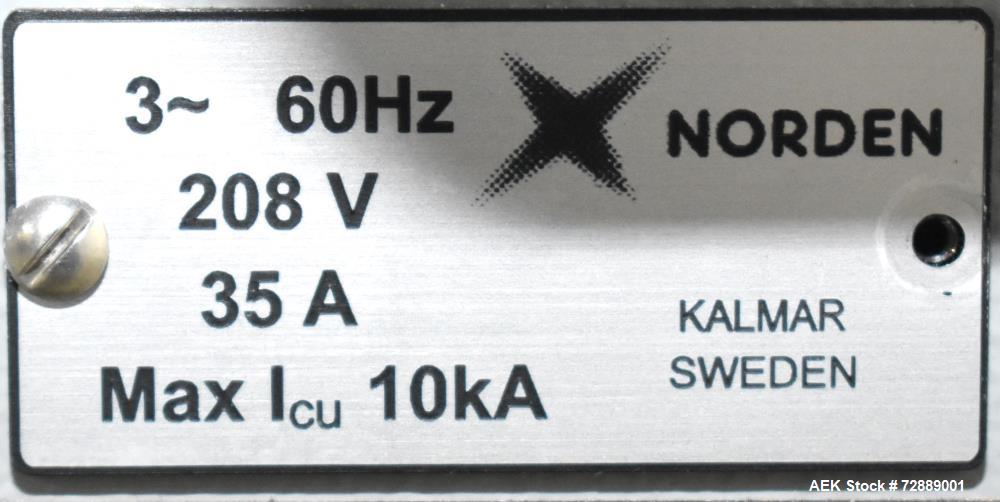 3~ 60Hz
NORDEN
208 V
35 A
KALMAR
SWEDEN
Max Icu 10kA
AEK Stock # 72889001